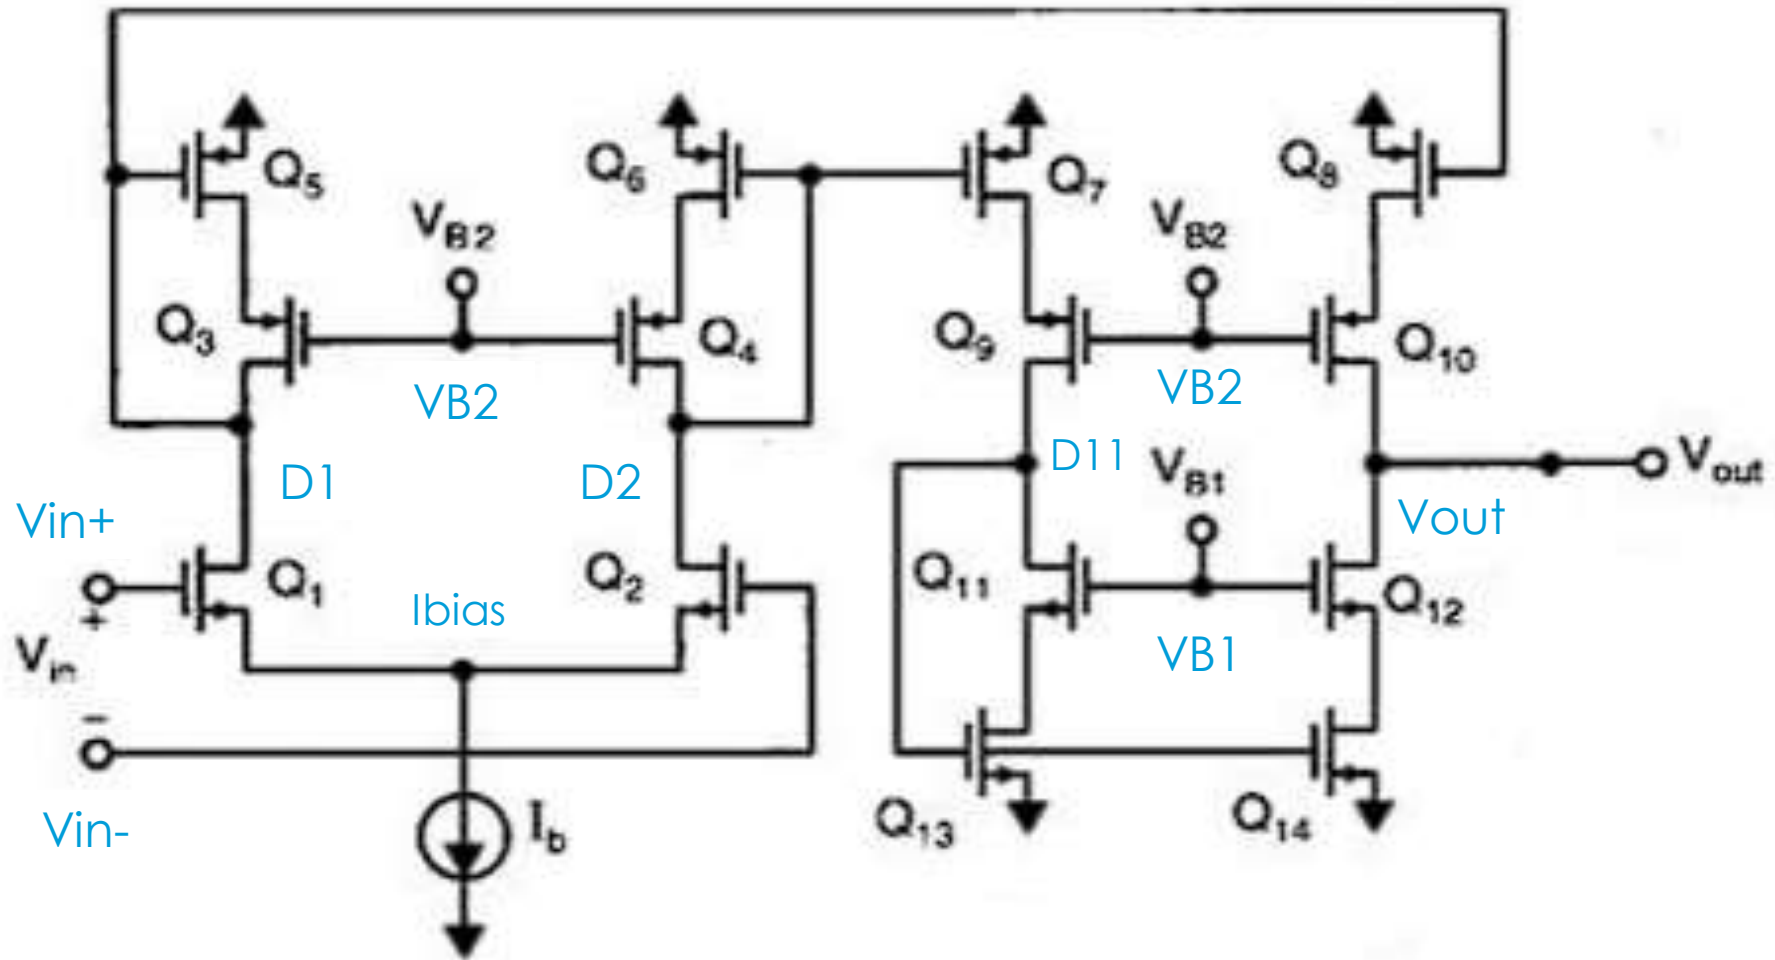 Q5
Q6
Q7
Q8
VB2
VB2
Q3
Q4
Q9
Q10
VB2
VB2
D1
D2
D11
VB1
Vout
Vin+
Vout
Q1
Q2
Ibias
Q11
Q12
+
Vin
VB1
−
Vin-
Ib
Q13
Q14